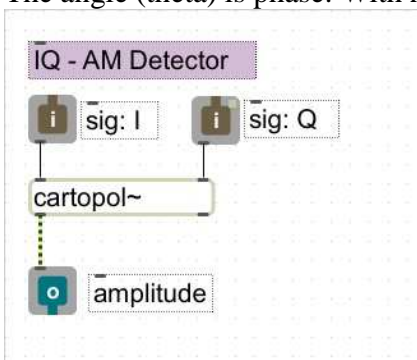 The angle (theta) is phase. With
IQ - AM Detector
i sig: I i sig: Q
cartopol~
o amplitude